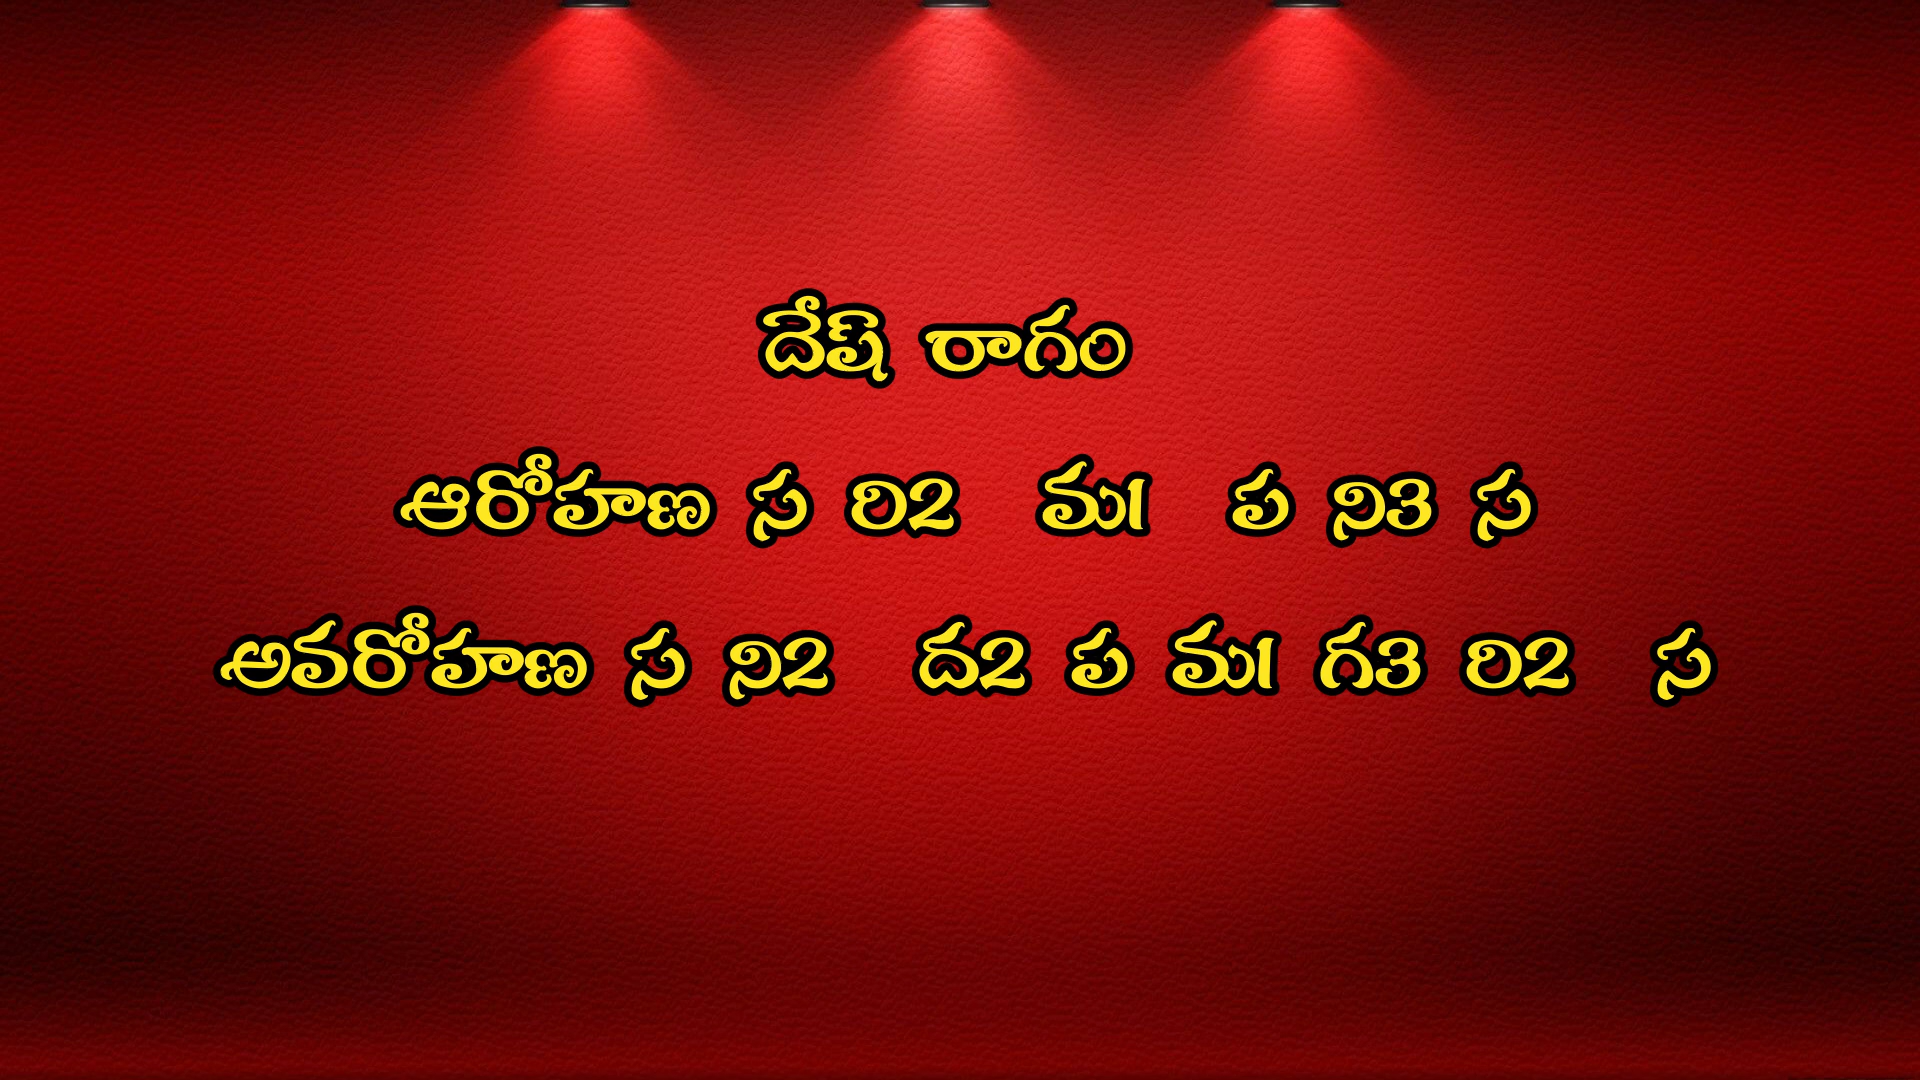 దేష్ రాగం
ఆరోహణ స రి2 మ1 ప ని3 స
అవరోహణ స ని2 ద2 ప మ1 గ3 రి2 స